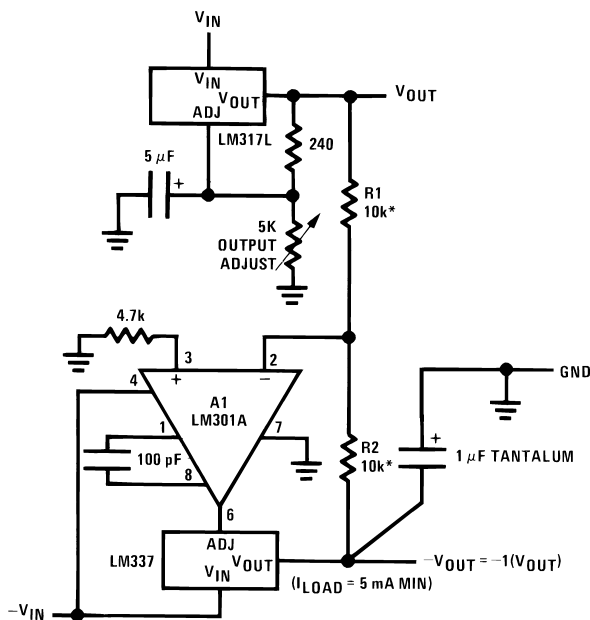 VIN
VIN
VOUT
ADJ
VOUT
LM317L
240
5 μF
+
R1
10k*
5K
OUTPUT
ADJUST
4.7k
3
2
+
−
4
A1
LM301A
GND
1
7
100 pF
R2
10k*
+
1 μF TANTALUM
8
6
ADJ
LM337
VOUT
VIN
−VOUT = −1(VOUT)
(ILOAD = 5 mA MIN)
−VIN